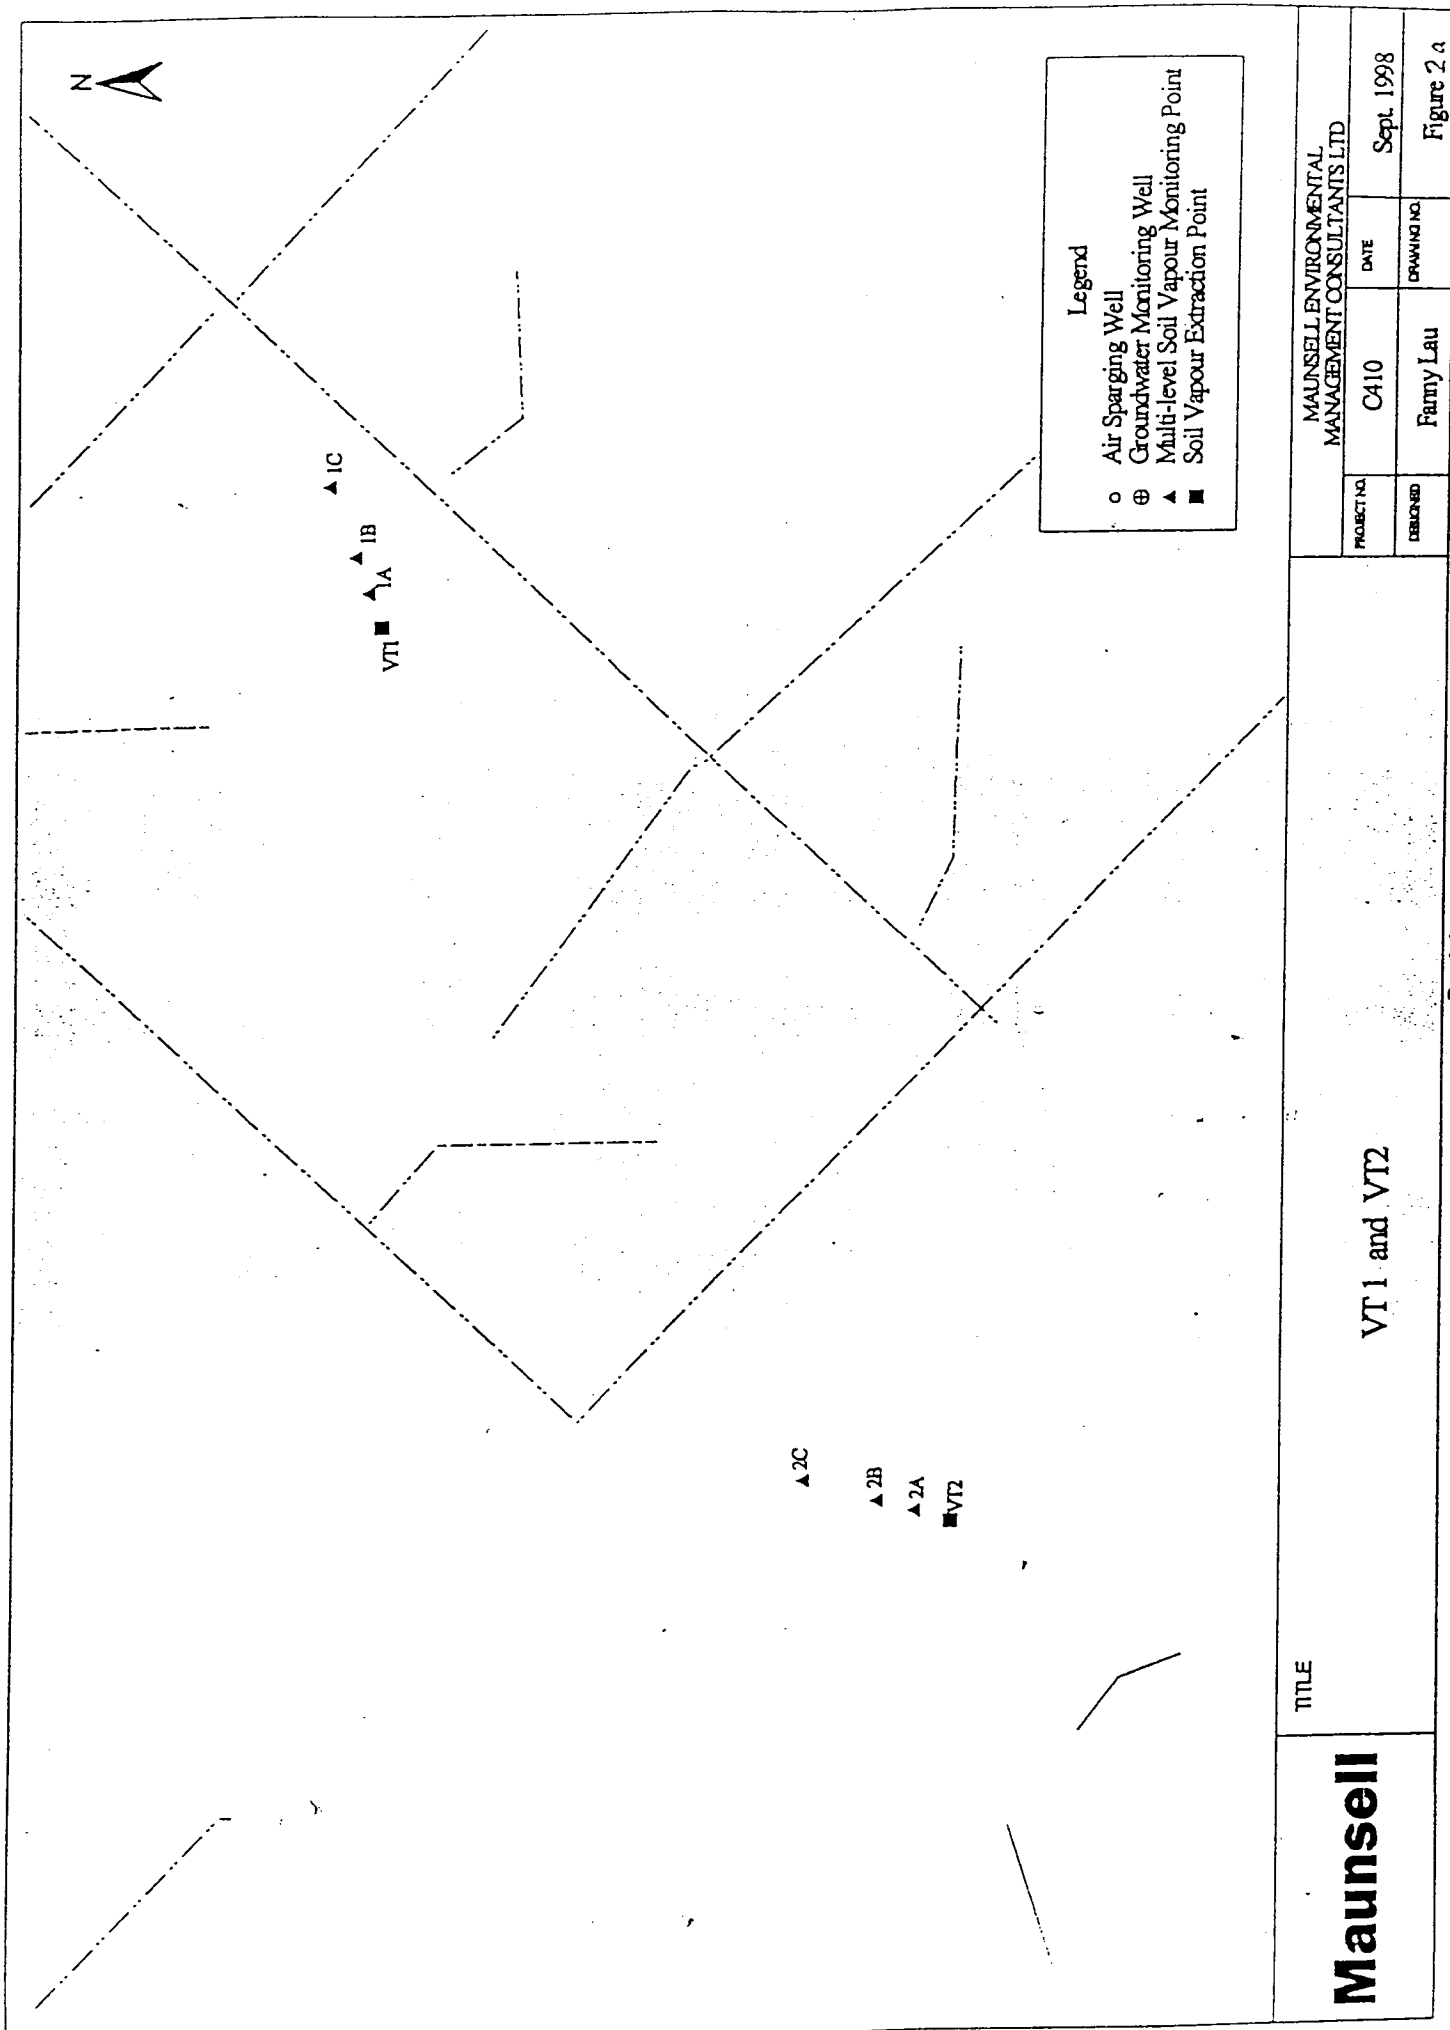 N
1C
1B
1A
VT1
2C
2B
2A
VT2
Legend
Air Sparging Well
Groundwater Monitoring Well
Multi-level Soil Vapour Monitoring Point
Soil Vapour Extraction Point
Maunsell
TITLE
VT 1 and VT2
MAUNSELL ENVIRONMENTAL
MANAGEMENT CONSULTANTS LTD
PROJECT NO. C410 DATE Sept. 1998
DESIGNED Fanny Lau DRAWING NO. Figure 2 a